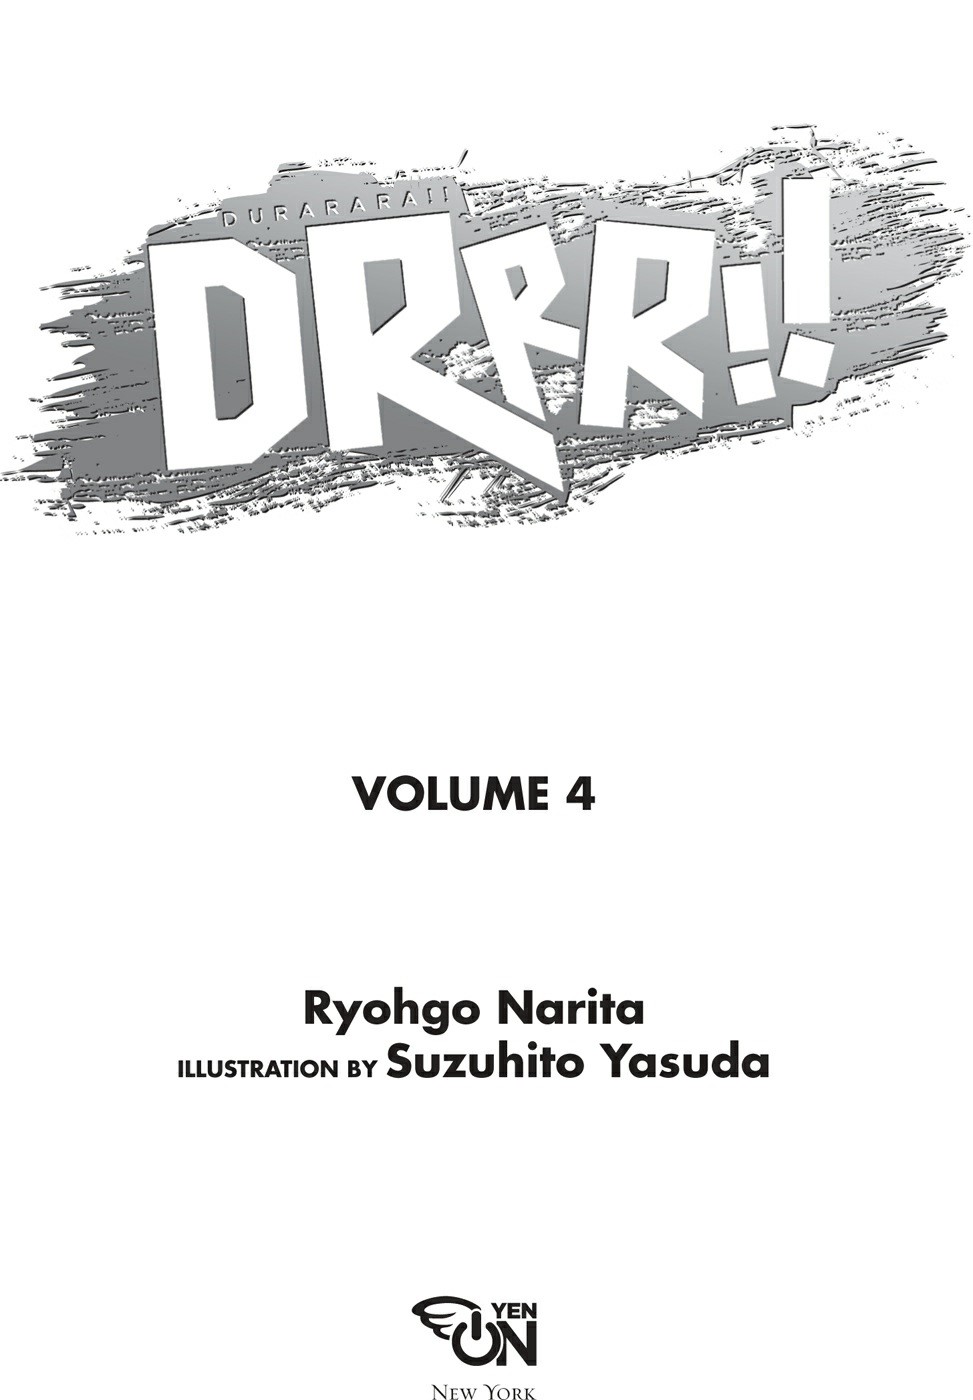 DURARARA!!
DRRR!!
VOLUME 4
Ryohgo Narita
ILLUSTRATION BY Suzuhito Yasuda
YEN
ON
NEW YORK